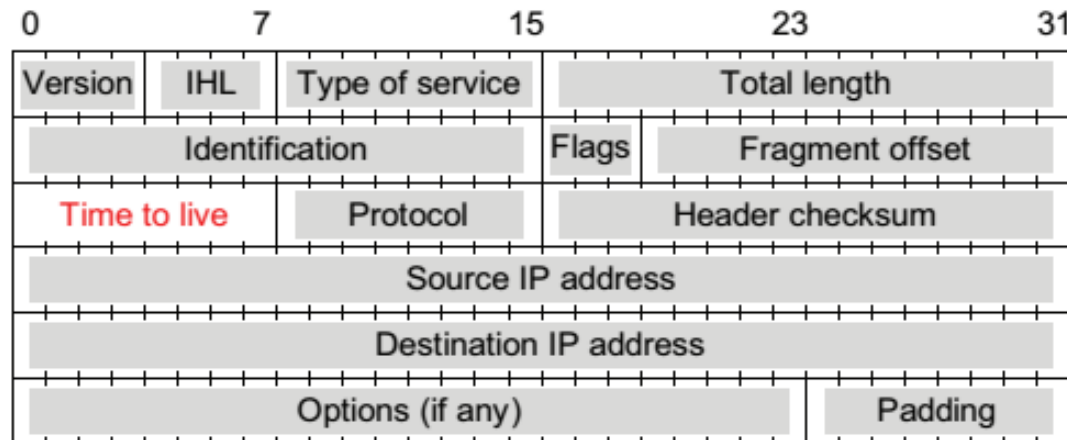 0 7 15 23 31
Version IHL Type of service Total length
Identification Flags Fragment offset
Time to live Protocol Header checksum
Source IP address
Destination IP address
Options (if any) Padding